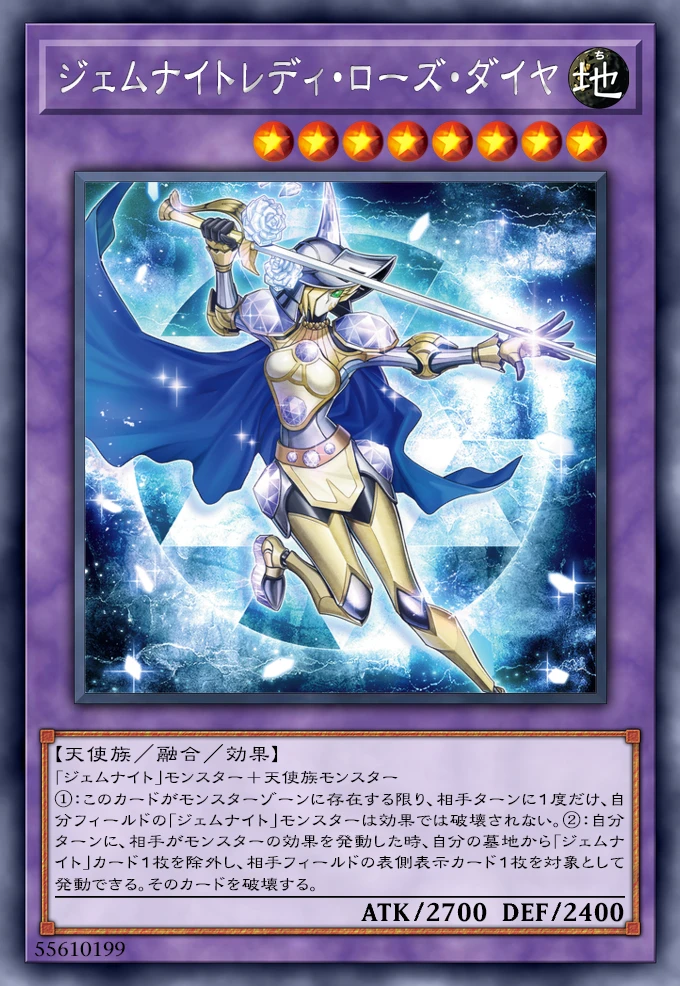 ジェムナイトレディ・ローズ・ダイヤ
ち
地
【天使族／融合／効果】
「ジェムナイト」モンスター＋天使族モンスター
①：このカードがモンスターゾーンに存在する限り、相手ターンに１度だけ、自
分フィールドの「ジェムナイト」モンスターは効果では破壊されない。②：自分
ターンに、相手がモンスターの効果を発動した時、自分の墓地から「ジェムナ
イト」カード１枚を除外し、相手フィールドの表側表示カード１枚を対象として
発動できる。そのカードを破壊する。
ATK/2700 DEF/2400
55610199